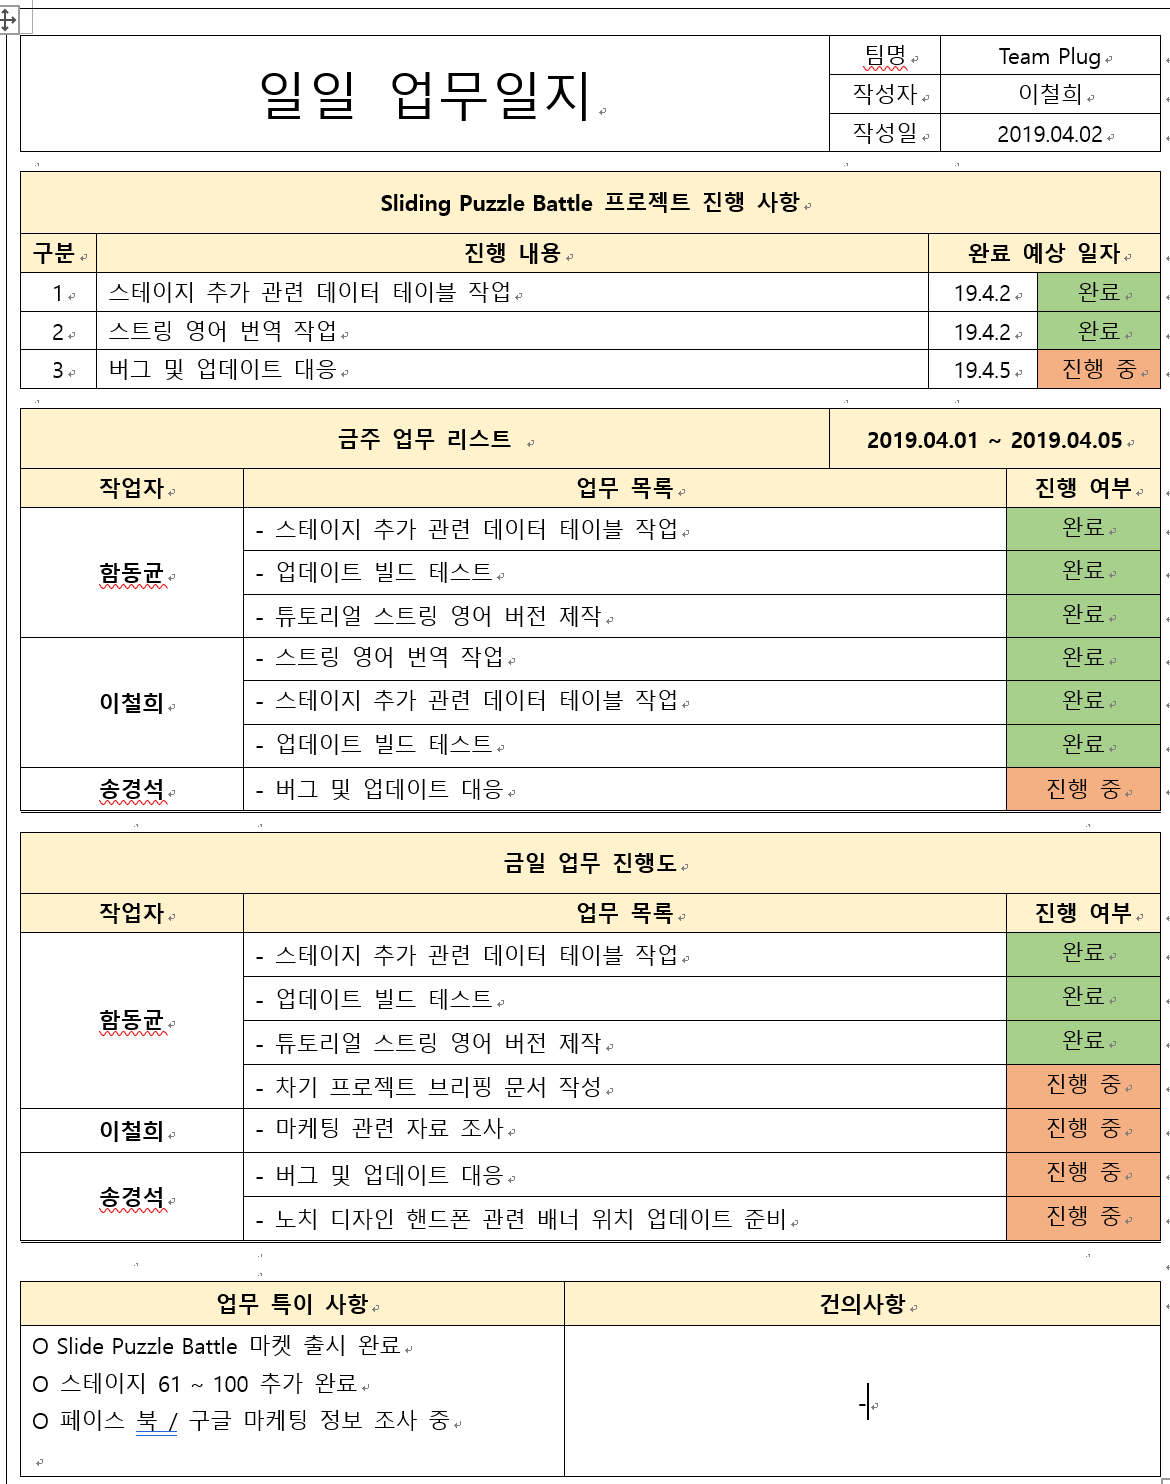 일일 업무일지
팀명 Team Plug
작성자 이철희
작성일 2019.04.02
Sliding Puzzle Battle 프로젝트 진행 사항
구분 진행 내용 완료 예상 일자
1 스테이지 추가 관련 데이터 테이블 작업 19.4.2 완료
2 스트링 영어 번역 작업 19.4.2 완료
3 버그 및 업데이트 대응 19.4.5 진행 중
금주 업무 리스트 2019.04.01 ~ 2019.04.05
작업자 업무 목록 진행 여부
함동균
- 스테이지 추가 관련 데이터 테이블 작업 완료
- 업데이트 빌드 테스트 완료
- 튜토리얼 스트링 영어 버전 제작 완료
이철희
- 스트링 영어 번역 작업 완료
- 스테이지 추가 관련 데이터 테이블 작업 완료
- 업데이트 빌드 테스트 완료
송경석
- 버그 및 업데이트 대응 진행 중
금일 업무 진행도
작업자 업무 목록 진행 여부
함동균
- 스테이지 추가 관련 데이터 테이블 작업 완료
- 업데이트 빌드 테스트 완료
- 튜토리얼 스트링 영어 버전 제작 완료
- 차기 프로젝트 브리핑 문서 작성 진행 중
이철희
- 마케팅 관련 자료 조사 진행 중
송경석
- 버그 및 업데이트 대응 진행 중
- 노치 디자인 핸드폰 관련 배너 위치 업데이트 준비 진행 중
업무 특이 사항 건의사항
O Slide Puzzle Battle 마켓 출시 완료
O 스테이지 61 ~ 100 추가 완료
O 페이스 북 / 구글 마케팅 정보 조사 중
-